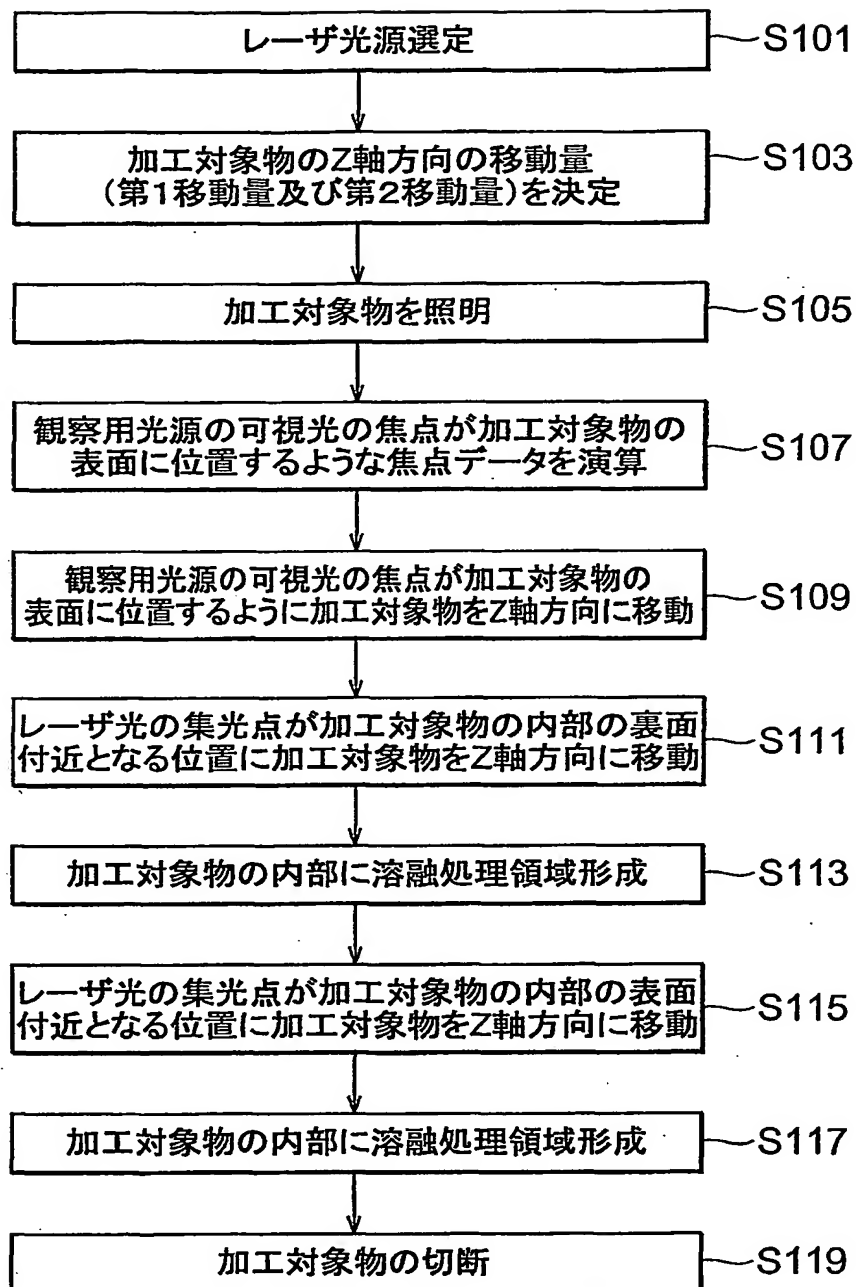 レーザ光源選定
S101
加工対象物のZ軸方向の移動量
(第1移動量及び第2移動量)を決定
S103
加工対象物を照明
S105
観察用光源の可視光の焦点が加工対象物の
表面に位置するような焦点データを演算
S107
観察用光源の可視光の焦点が加工対象物の
表面に位置するように加工対象物をZ軸方向に移動
S109
レーザ光の集光点が加工対象物の内部の裏面
付近となる位置に加工対象物をZ軸方向に移動
S111
加工対象物の内部に溶融処理領域形成
S113
レーザ光の集光点が加工対象物の内部の表面
付近となる位置に加工対象物をZ軸方向に移動
S115
加工対象物の内部に溶融処理領域形成
S117
加工対象物の切断
S119